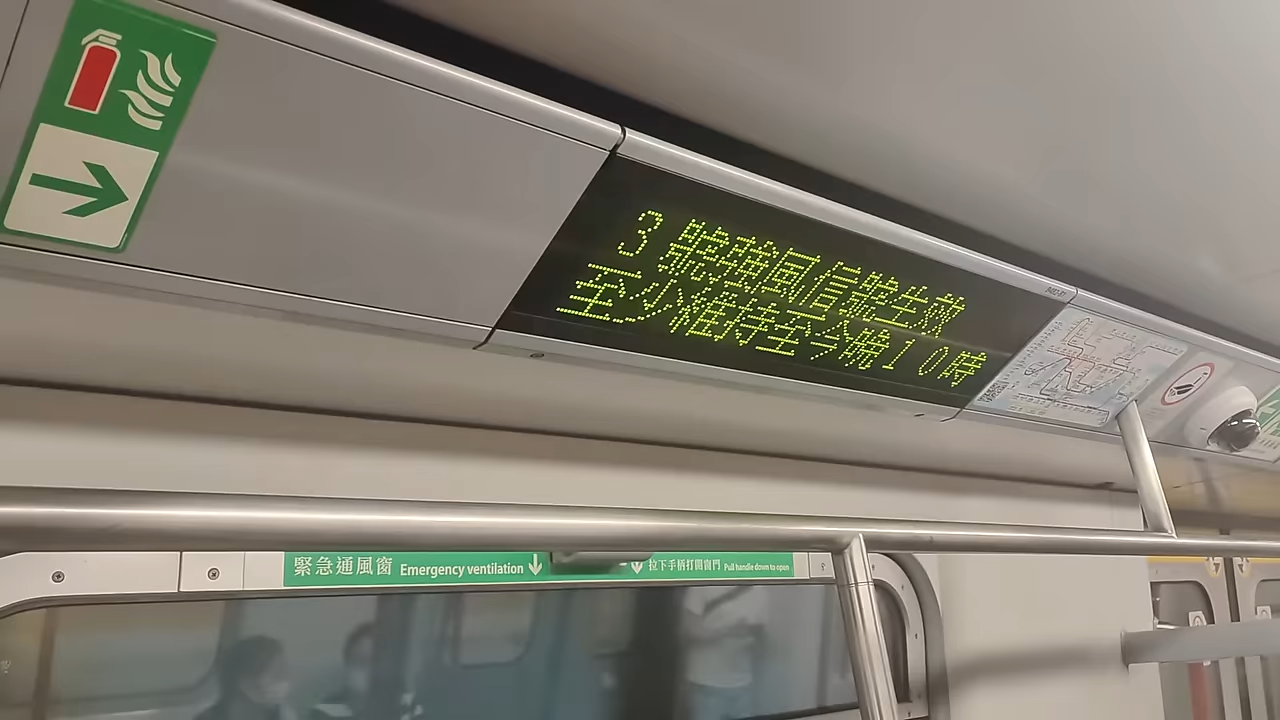 3號強風信號生效
至少維持至今晚10時
緊急通風窗 Emergency ventilation
拉下手柄打開窗門 Pull handle down to open